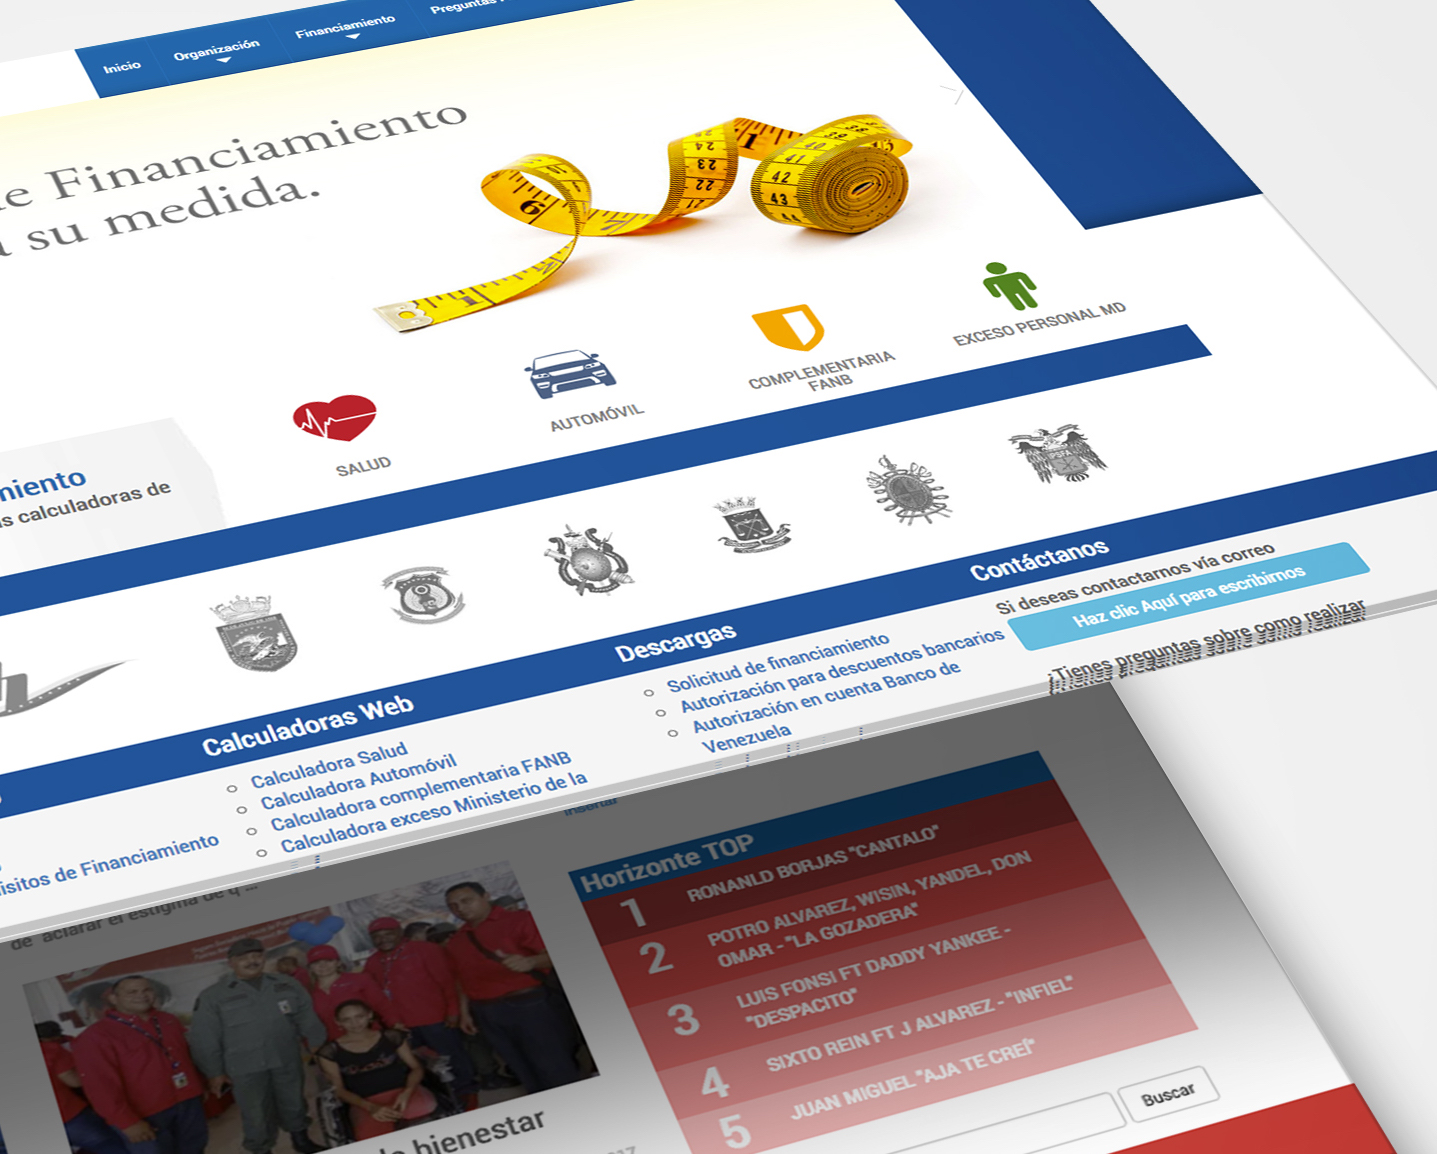 Inicio
Organización
Financiamiento
Preguntas
e Financiamiento
su medida.
SALUD
AUTOMÓVIL
COMPLEMENTARIA
FANB
EXCESO PERSONAL MD
miento
s calculadoras de
isitos de Financiamiento
Calculadoras Web
Calculadora Salud
Calculadora Automóvil
Calculadora complementaria FANB
Calculadora exceso Ministerio de la
Descargas
Solicitud de financiamiento
Autorización para descuentos bancarios
Autorización en cuenta Banco de
Venezuela
Contáctanos
Si deseas contactarnos vía correo
Haz clic Aquí para escribirnos
¿Tienes preguntas sobre como realizar
de aclarar el estigma de q ...
bienestar
Horizonte TOP
1 RONANLD BORJAS "CANTALO"
2 POTRO ALVAREZ, WISIN, YANDEL, DON
OMAR - "LA GOZADERA"
3 LUIS FONSI FT DADDY YANKEE -
"DESPACITO"
4 SIXTO REIN FT J ALVAREZ - "INFIEL"
5 JUAN MIGUEL "AJA TE CREÍ"
Buscar